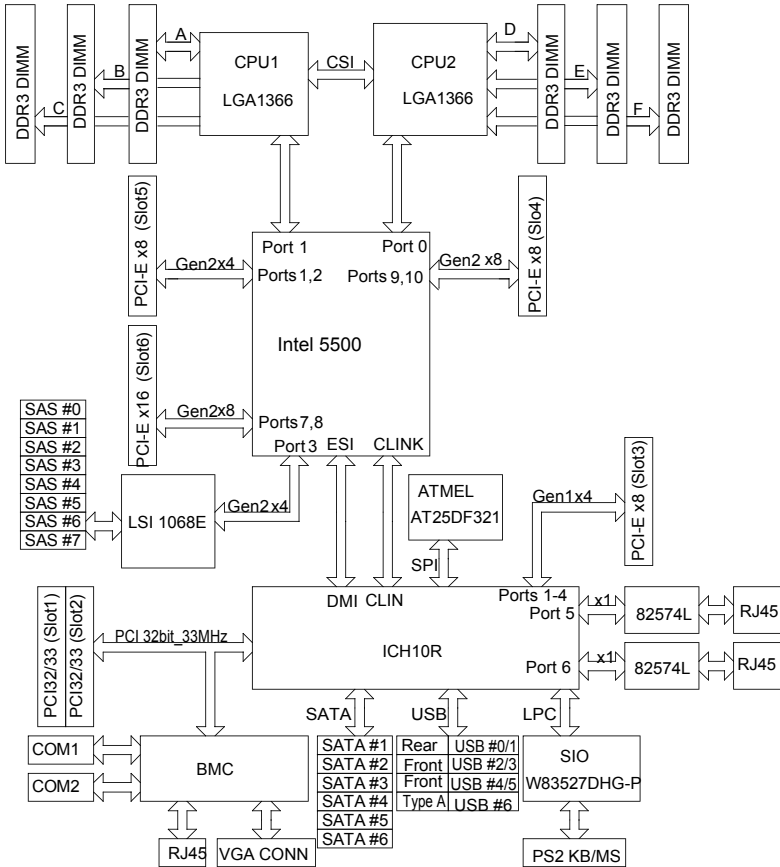 DDR3 DIMM
DDR3 DIMM
DDR3 DIMM
A
B
C
CPU1
LGA1366
CSI
CPU2
LGA1366
D
E
F
DDR3 DIMM
DDR3 DIMM
DDR3 DIMM
PCI-E x8 (Slot5)
Gen2x4
Port 1
Port 0
Ports1,2
Ports9,10
Gen2 x8
PCI-E x8 (Slo4)
Intel 5500
PCI-E x16 (Slot6)
Gen2x8
Ports7,8
Port3
ESI
CLINK
SAS #0
SAS #1
SAS #2
SAS #3
SAS #4
SAS #5
SAS #6
SAS #7
LSI 1068E
Gen2x4
ATMEL
AT25DF321
SPI
Gen1x4
PCI-E x8 (Slot3)
DMI
CLIN
Ports 1-4
Port 5
x1
82574L
RJ45
PCI32/33 (Slot1)
PCI32/33 (Slot2)
PCI 32bit_33MHz
ICH10R
Port 6
x1
82574L
RJ45
SATA
USB
LPC
COM1
COM2
BMC
SATA #1
SATA #2
SATA #3
SATA #4
SATA #5
SATA #6
Rear USB #0/1
Front USB #2/3
Front USB #4/5
Type A USB #6
SIO
W83527DHG-P
RJ45
VGA CONN
PS2 KB/MS